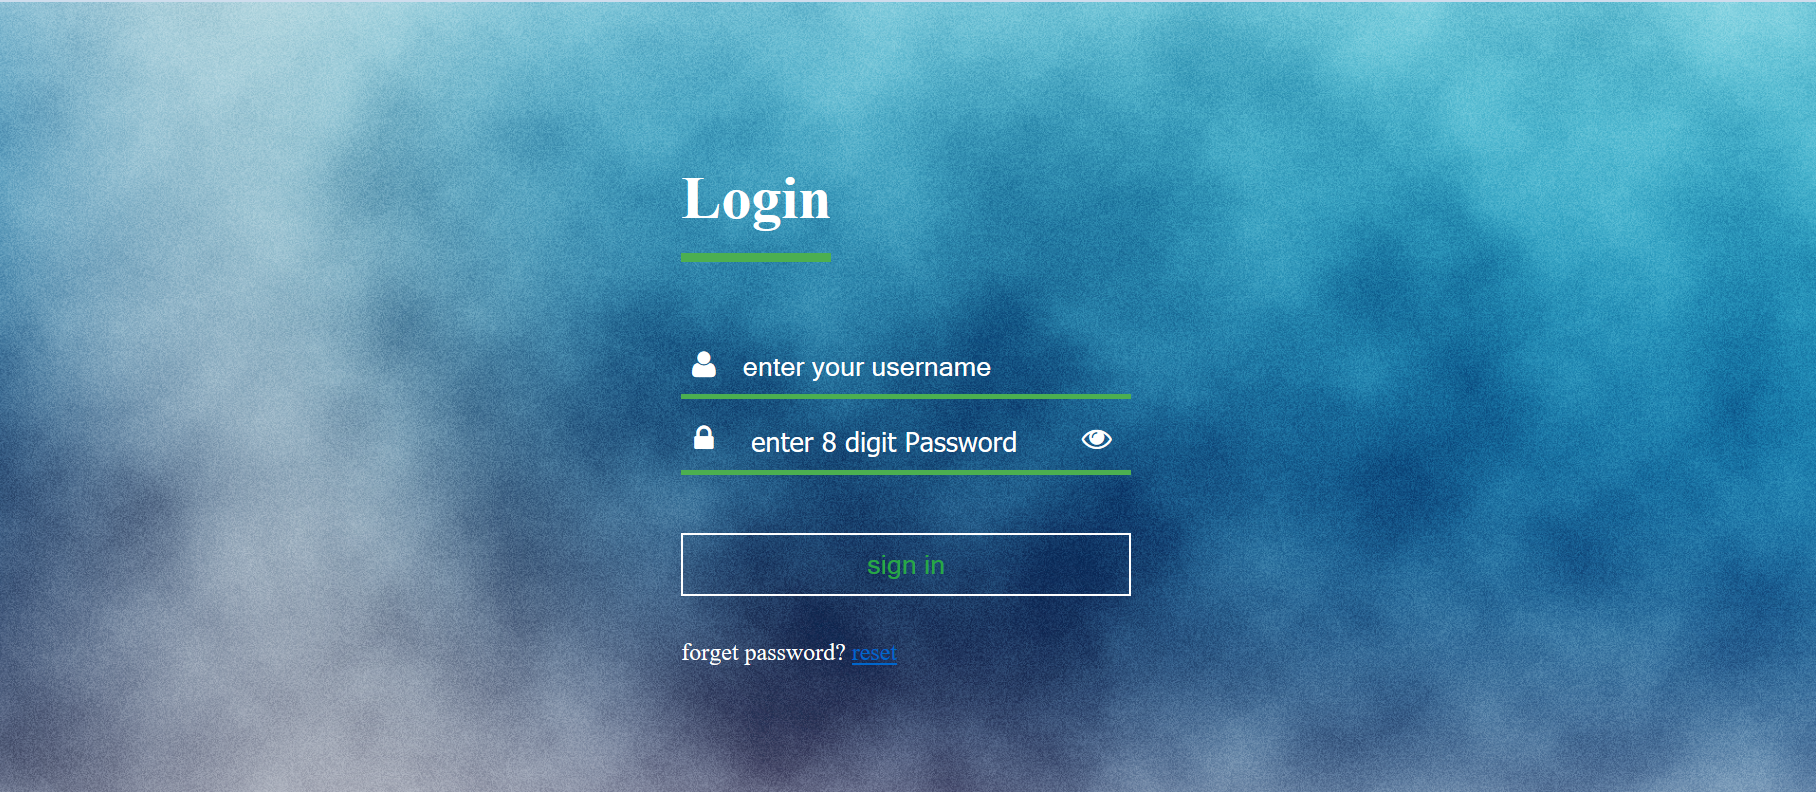 Login
enter your username
enter 8 digit Password
sign in
forget password? reset